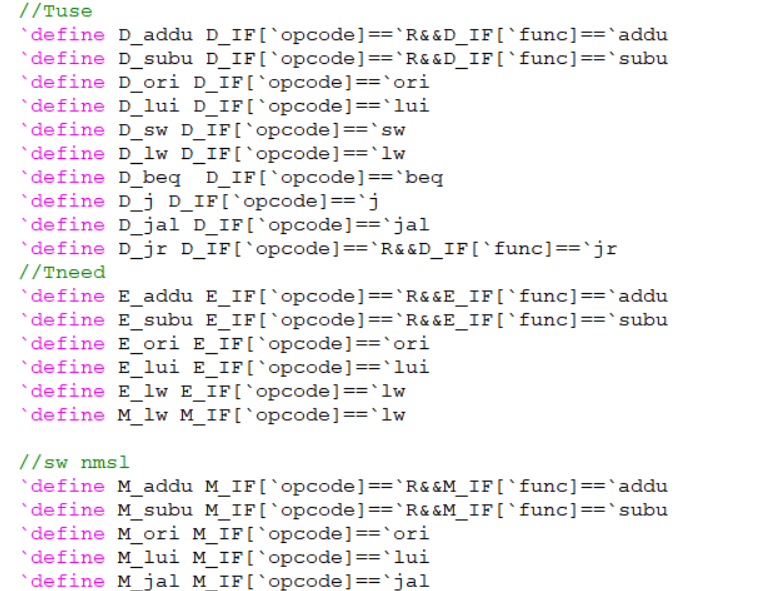 //Tuse
`define D_addu D_IF[`opcode]==`R&&D_IF[`func]==`addu
`define D_subu D_IF[`opcode]==`R&&D_IF[`func]==`subu
`define D_ori D_IF[`opcode]==`ori
`define D_lui D_IF[`opcode]==`lui
`define D_sw D_IF[`opcode]==`sw
`define D_lw D_IF[`opcode]==`lw
`define D_beq  D_IF[`opcode]==`beq
`define D_j D_IF[`opcode]==`j
`define D_jal D_IF[`opcode]==`jal
`define D_jr D_IF[`opcode]==`R&&D_IF[`func]==`jr
//Tneed
`define E_addu E_IF[`opcode]==`R&&E_IF[`func]==`addu
`define E_subu E_IF[`opcode]==`R&&E_IF[`func]==`subu
`define E_ori E_IF[`opcode]==`ori
`define E_lui E_IF[`opcode]==`lui
`define E_lw E_IF[`opcode]==`lw
`define M_lw M_IF[`opcode]==`lw
//sw nmsl
`define M_addu M_IF[`opcode]==`R&&M_IF[`func]==`addu
`define M_subu M_IF[`opcode]==`R&&M_IF[`func]==`subu
`define M_ori M_IF[`opcode]==`ori
`define M_lui M_IF[`opcode]==`lui
`define M_jal M_IF[`opcode]==`jal